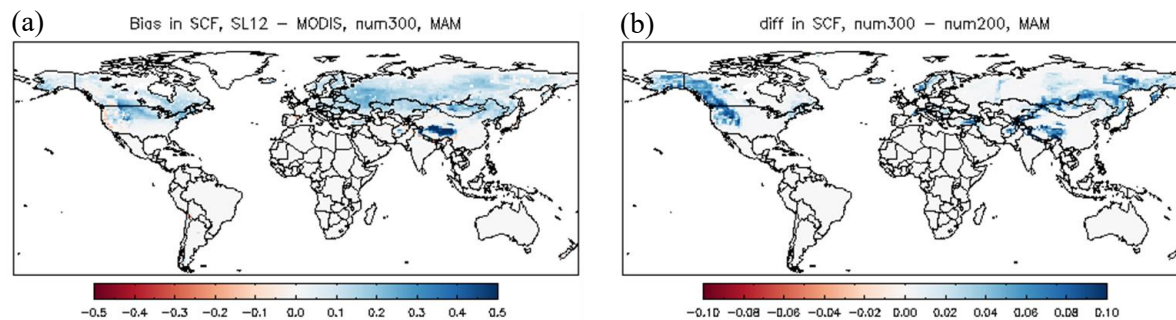 (a) Bias in SCF, SL12 − MODIS, num300, MAM
−0.5 −0.4 −0.3 −0.2 −0.1 0.0 0.1 0.2 0.3 0.4 0.5
(b) diff in SCF, num300 − num200, MAM
−0.10 −0.08 −0.06 −0.04 −0.02 0.00 0.02 0.04 0.06 0.08 0.10